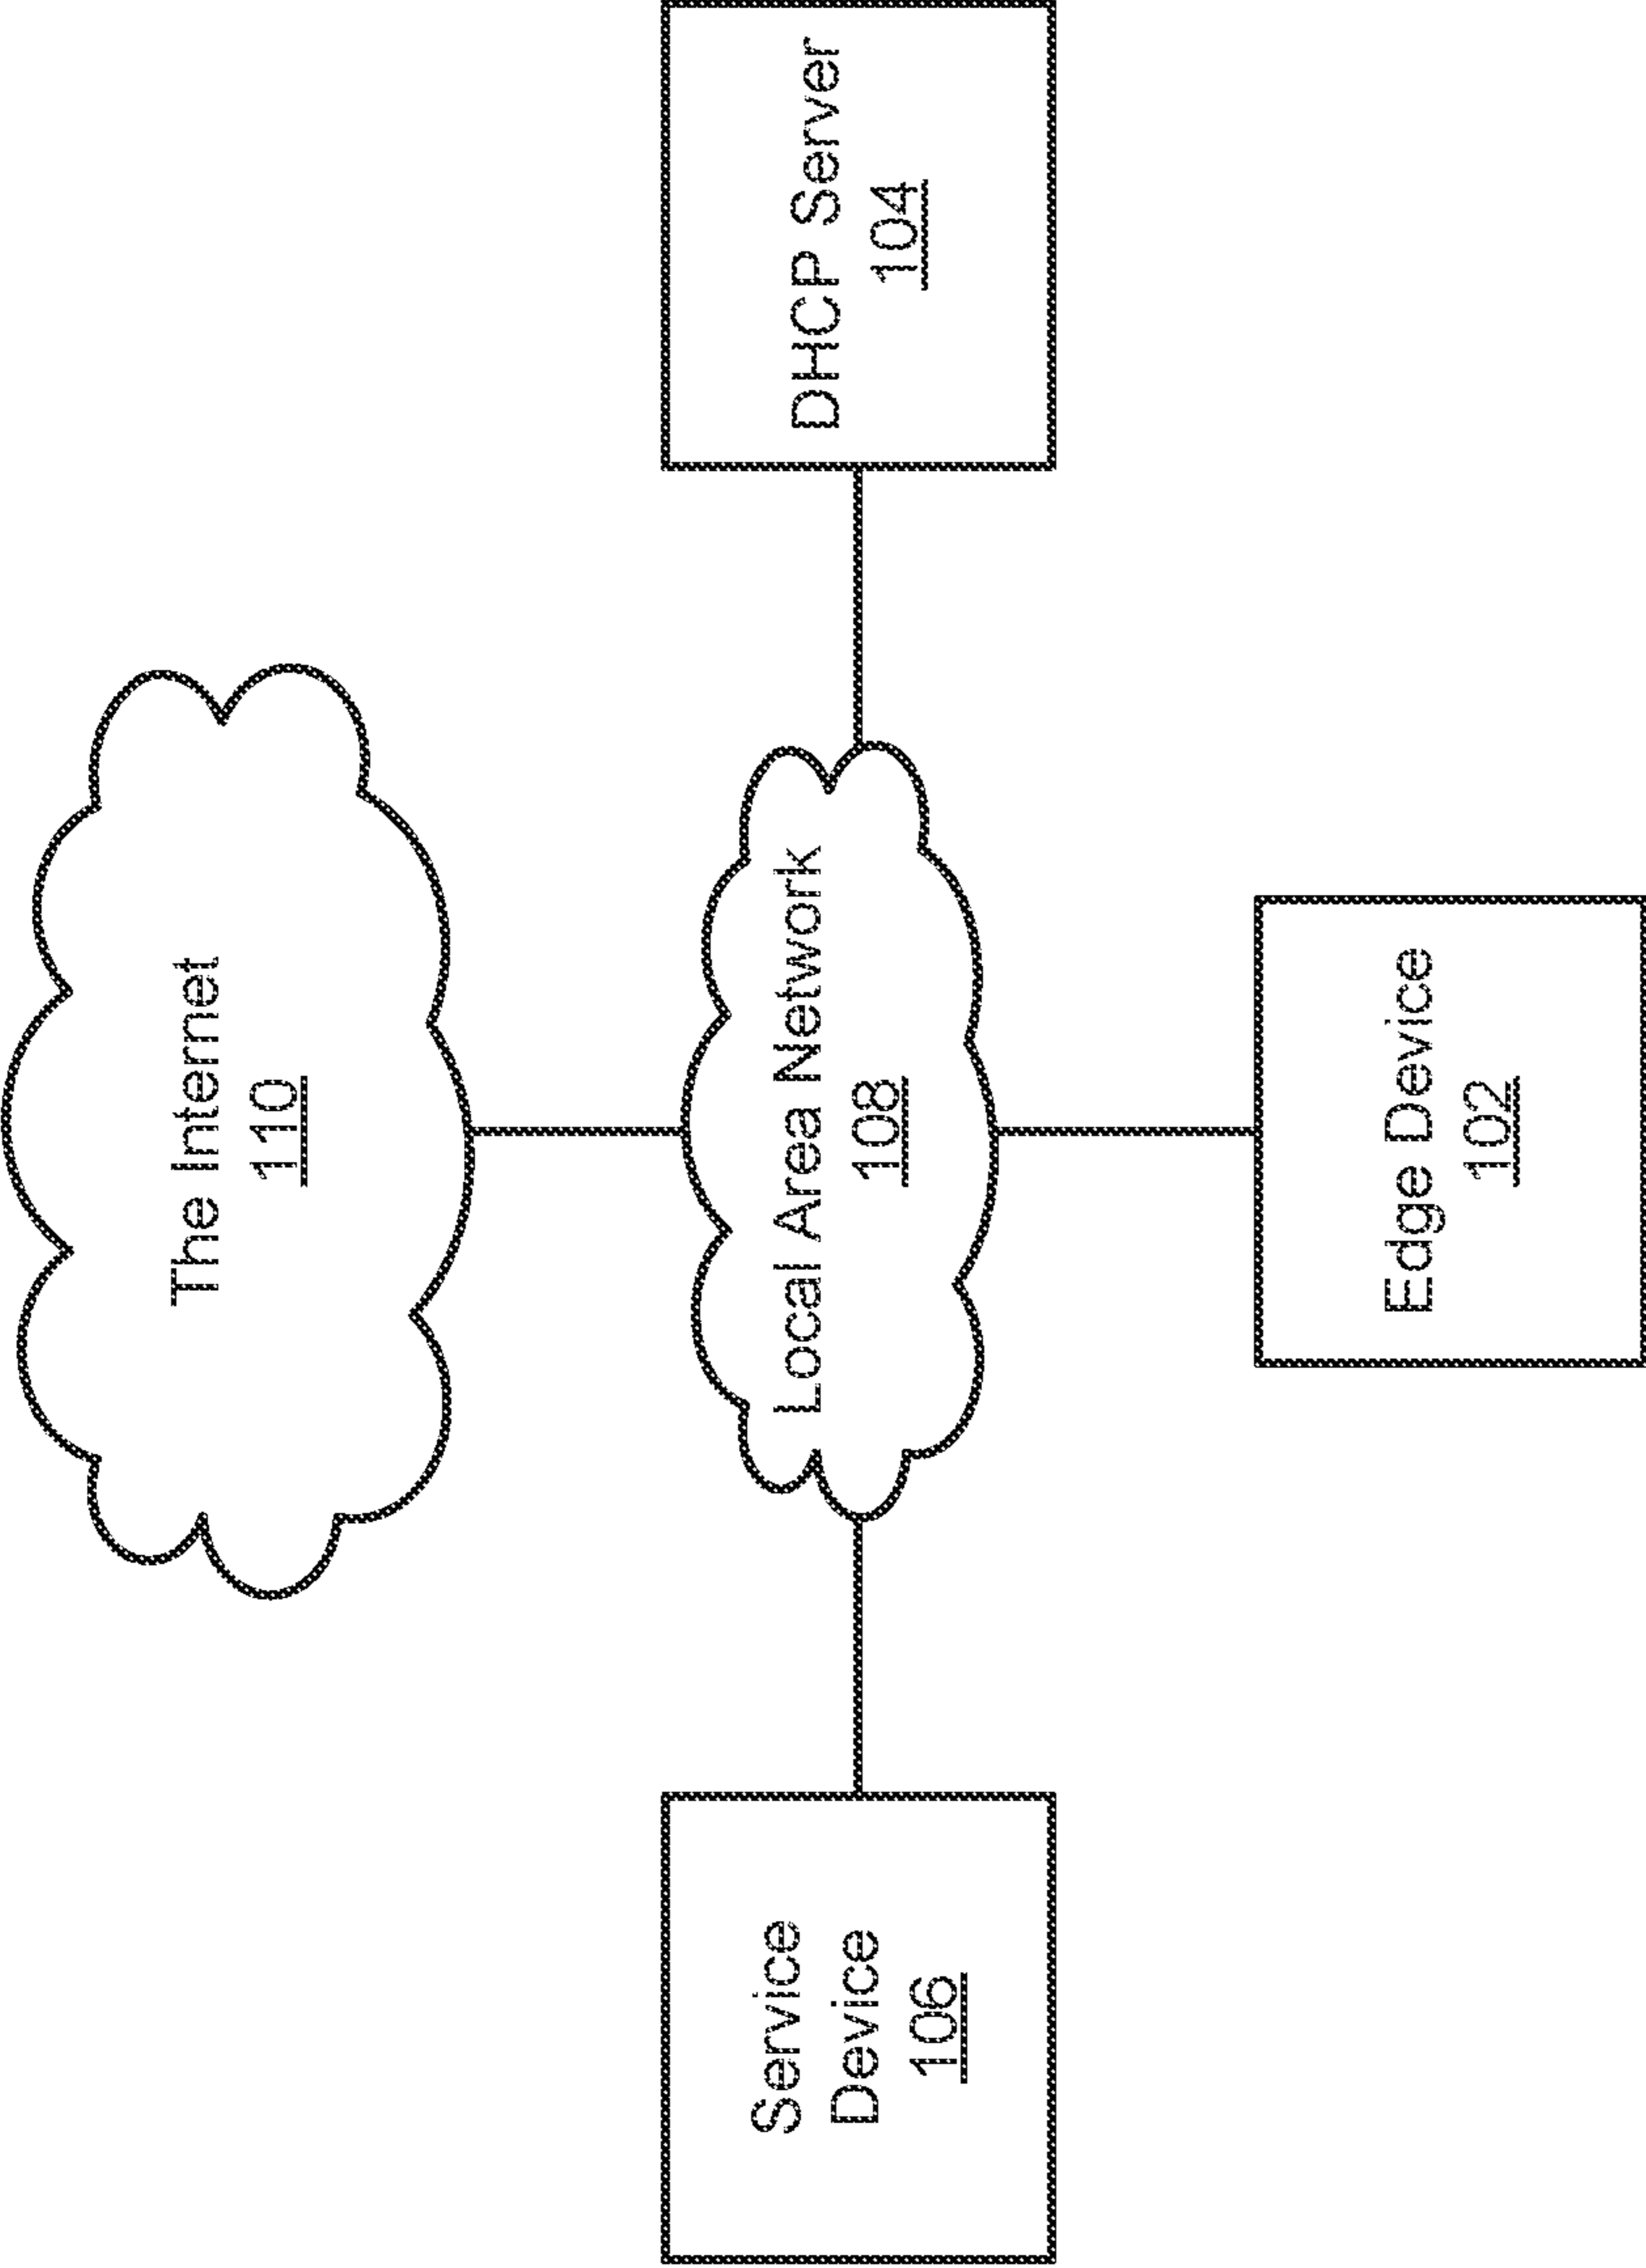 The Internet
110
Service
Device
106
Local Area Network
108
DHCP Server
104
Edge Device
102